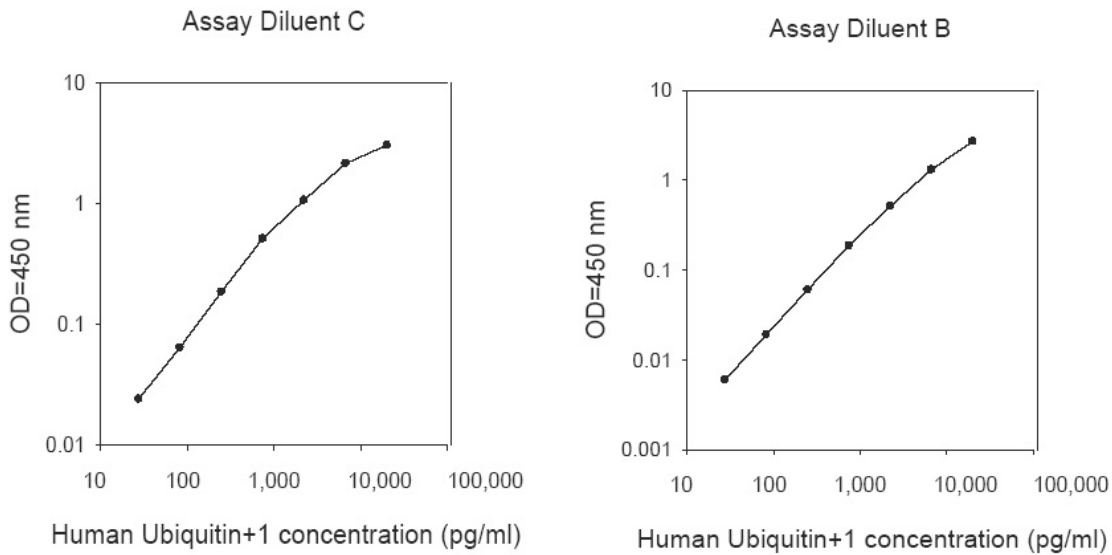 Assay Diluent C
10
1
0.1
0.01
OD=450 nm
10 100 1,000 10,000 100,000
Human Ubiquitin+1 concentration (pg/ml)
Assay Diluent B
10
1
0.1
0.01
0.001
OD=450 nm
10 100 1,000 10,000 100,000
Human Ubiquitin+1 concentration (pg/ml)